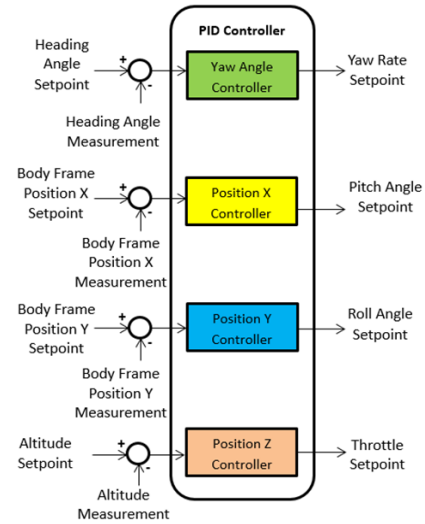 PID Controller
Heading
Angle
Setpoint
+
-
Heading Angle
Measurement
Yaw Angle
Controller
Yaw Rate
Setpoint
Body Frame
Position X
Setpoint
+
-
Body Frame
Position X
Measurement
Position X
Controller
Pitch Angle
Setpoint
Body Frame
Position Y
Setpoint
+
-
Body Frame
Position Y
Measurement
Position Y
Controller
Roll Angle
Setpoint
Altitude
Setpoint
+
-
Altitude
Measurement
Position Z
Controller
Throttle
Setpoint